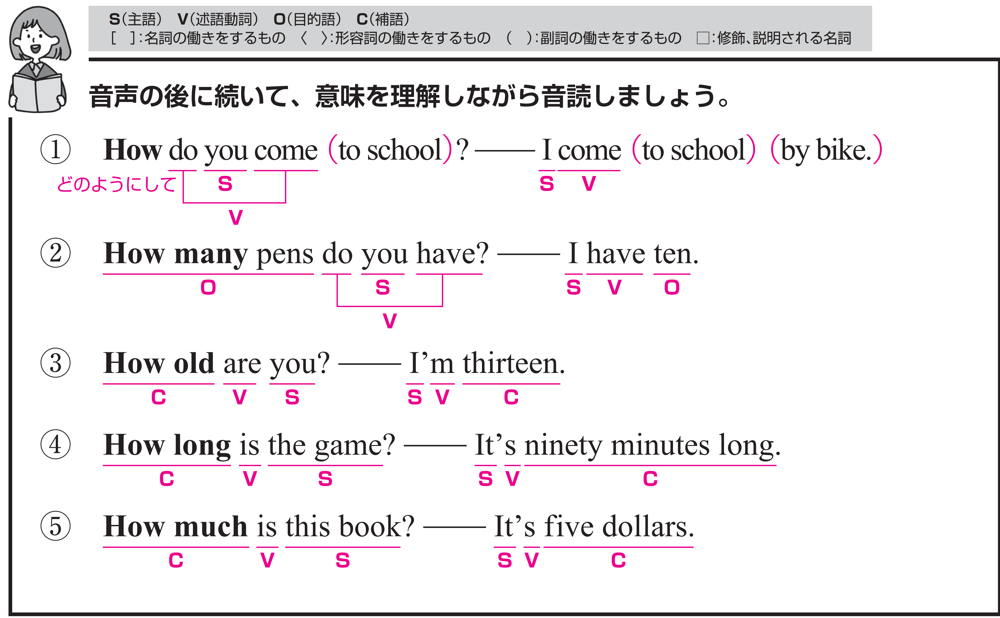 S(主語)　V(述語動詞)　O(目的語)　C(補語)
[　]:名詞の働きをするもの　〈　〉:形容詞の働きをするもの　(　):副詞の働きをするもの　□:修飾、説明される名詞
音声の後に続いて、意味を理解しながら音読しましょう。
① How do you come (to school)? —— I come (to school) (by bike.)
どのようにして S S V
V
② How many pens do you have? —— I have ten.
O S S V O
V
③ How old are you? —— I’m thirteen.
C V S S V C
④ How long is the game? —— It’s ninety minutes long.
C V S S V C
⑤ How much is this book? —— It’s five dollars.
C V S S V C